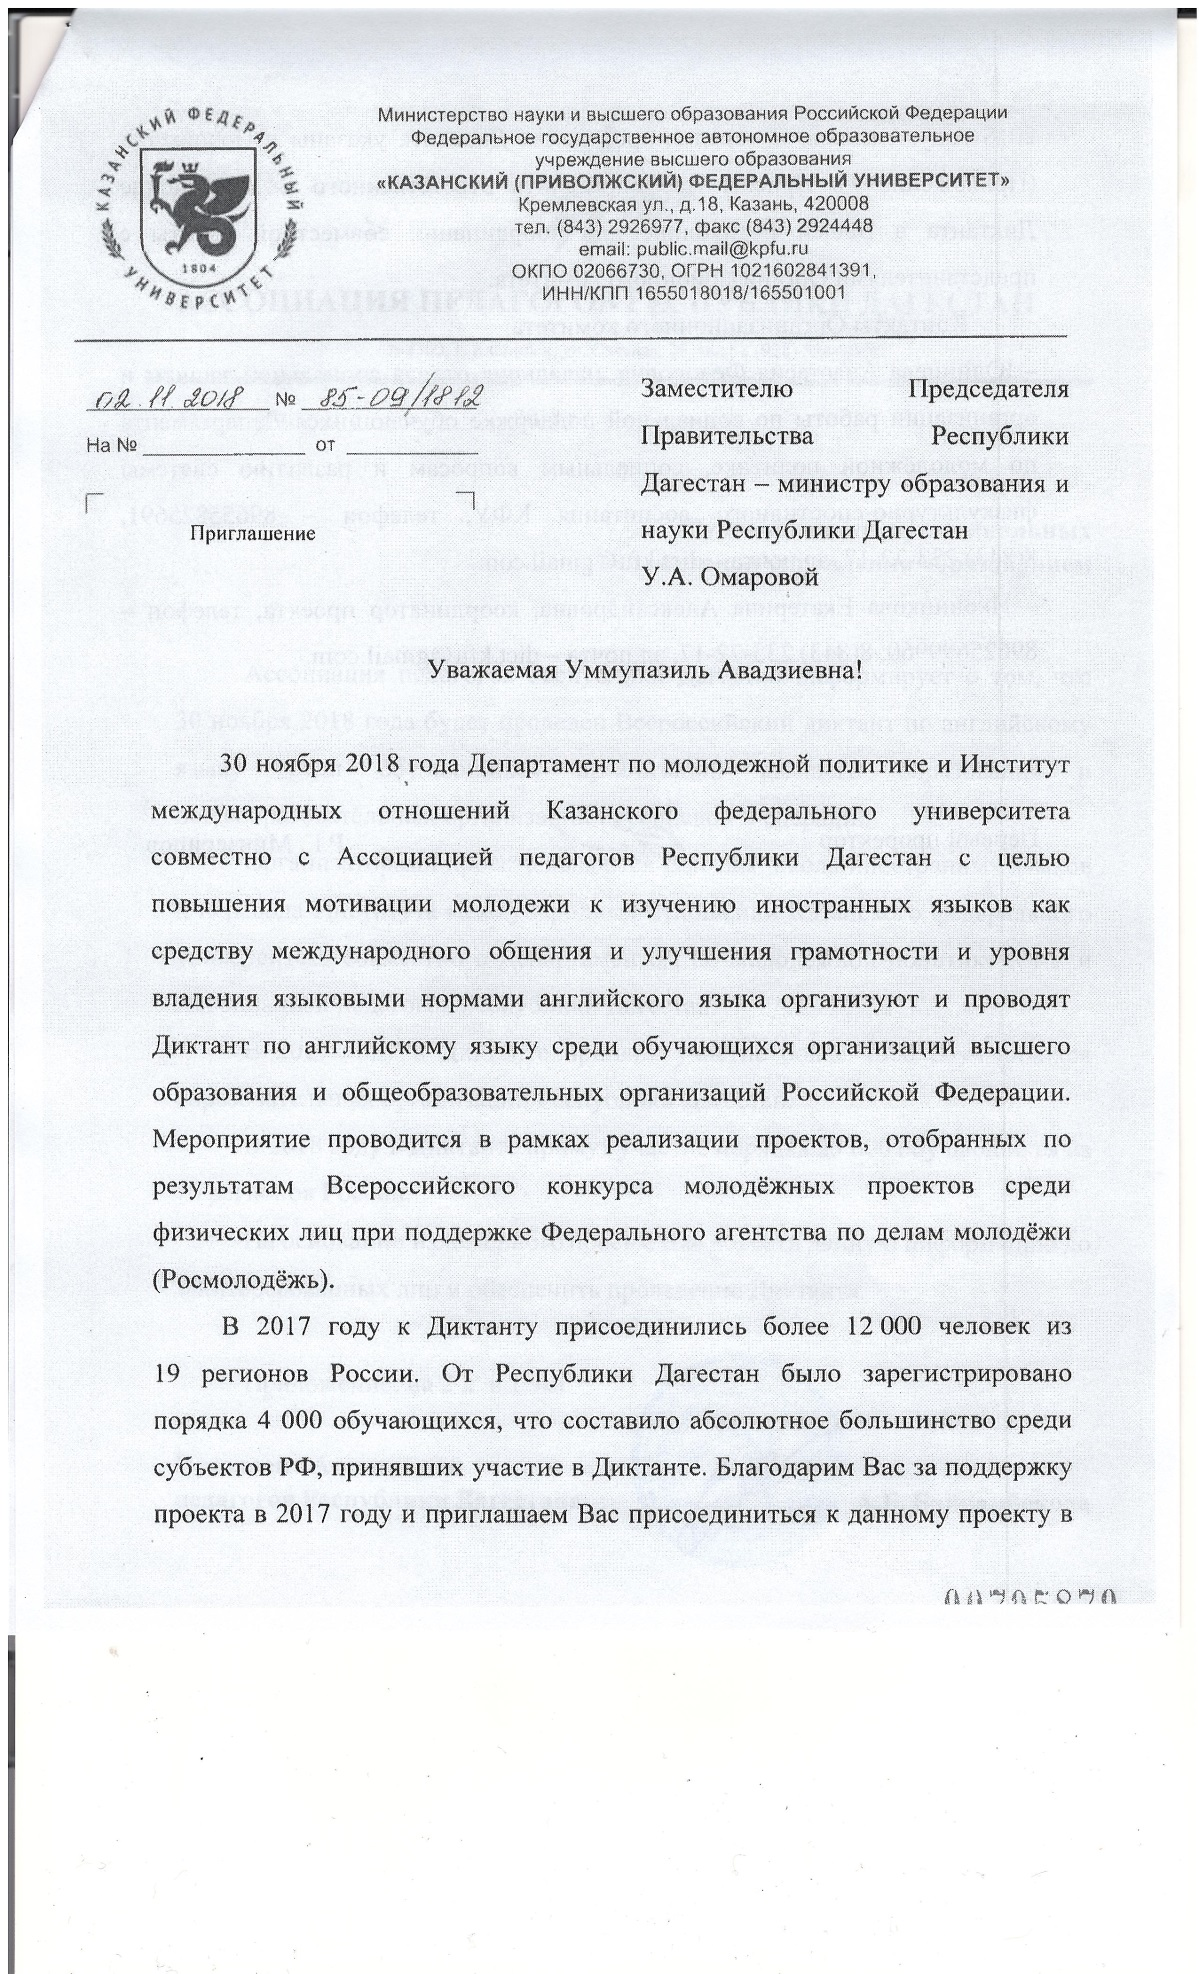 КАЗАНСКИЙ ФЕДЕРАЛЬНЫЙ УНИВЕРСИТЕТ
1804
Министерство науки и высшего образования Российской Федерации
Федеральное государственное автономное образовательное
учреждение высшего образования
«КАЗАНСКИЙ (ПРИВОЛЖСКИЙ) ФЕДЕРАЛЬНЫЙ УНИВЕРСИТЕТ»
Кремлевская ул., д.18, Казань, 420008
тел. (843) 2926977, факс (843) 2924448
email: public.mail@kpfu.ru
ОКПО 02066730, ОГРН 1021602841391,
ИНН/КПП 1655018018/165501001
02.11.2018 № 85-09/1812
На № от
Приглашение
Заместителю Председателя
Правительства Республики
Дагестан – министру образования и
науки Республики Дагестан
У.А. Омаровой
Уважаемая Уммупазиль Авадзиевна!
30 ноября 2018 года Департамент по молодежной политике и Институт
международных отношений Казанского федерального университета
совместно с Ассоциацией педагогов Республики Дагестан с целью
повышения мотивации молодежи к изучению иностранных языков как
средству международного общения и улучшения грамотности и уровня
владения языковыми нормами английского языка организуют и проводят
Диктант по английскому языку среди обучающихся организаций высшего
образования и общеобразовательных организаций Российской Федерации.
Мероприятие проводится в рамках реализации проектов, отобранных по
результатам Всероссийского конкурса молодёжных проектов среди
физических лиц при поддержке Федерального агентства по делам молодёжи
(Росмолодёжь).
В 2017 году к Диктанту присоединились более 12 000 человек из
19 регионов России. От Республики Дагестан было зарегистрировано
порядка 4 000 обучающихся, что составило абсолютное большинство среди
субъектов РФ, принявших участие в Диктанте. Благодарим Вас за поддержку
проекта в 2017 году и приглашаем Вас присоединиться к данному проекту в